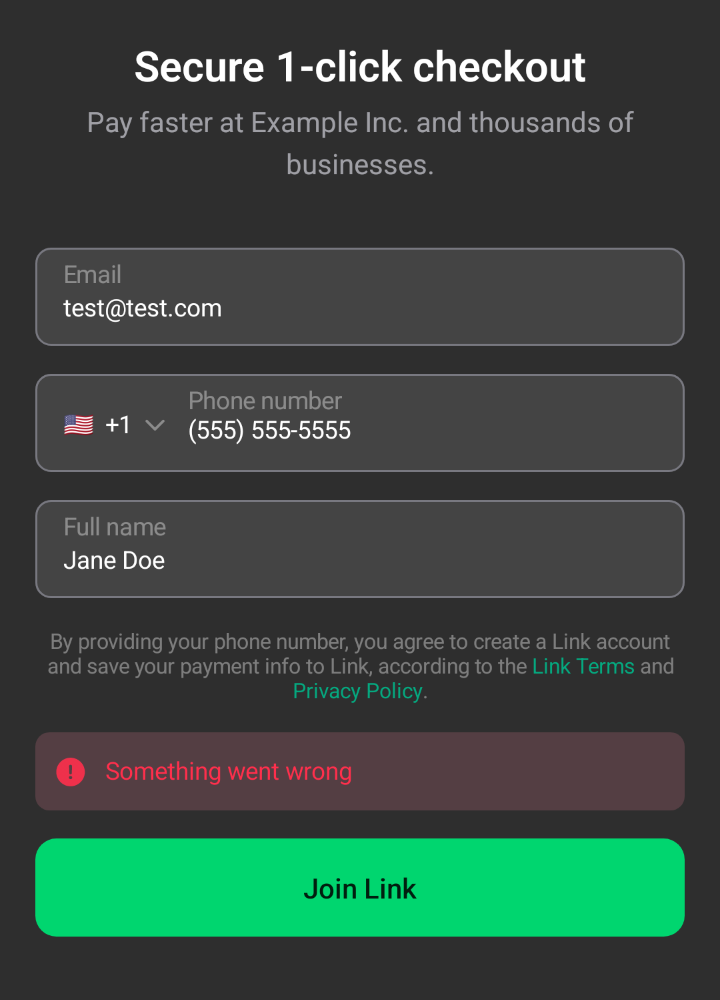 Secure 1-click checkout
Pay faster at Example Inc. and thousands of
businesses.
Email
test@test.com
Phone number
+1 (555) 555-5555
Full name
Jane Doe
By providing your phone number, you agree to create a Link account
and save your payment info to Link, according to the Link Terms and
Privacy Policy.
! Something went wrong
Join Link